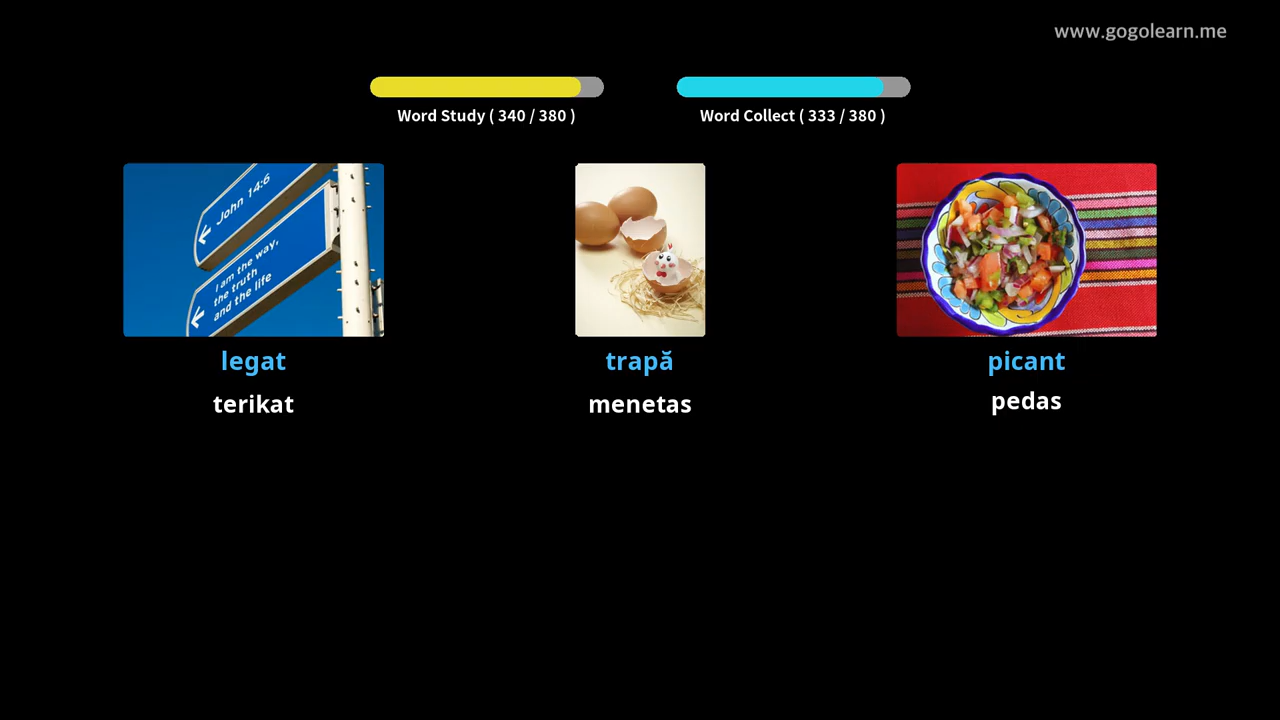 www.gogolearn.me
Word Study ( 340 / 380 )
Word Collect ( 333 / 380 )
John 14:6
I am the way,
the truth
and the life
legat
trapă
picant
terikat
menetas
pedas